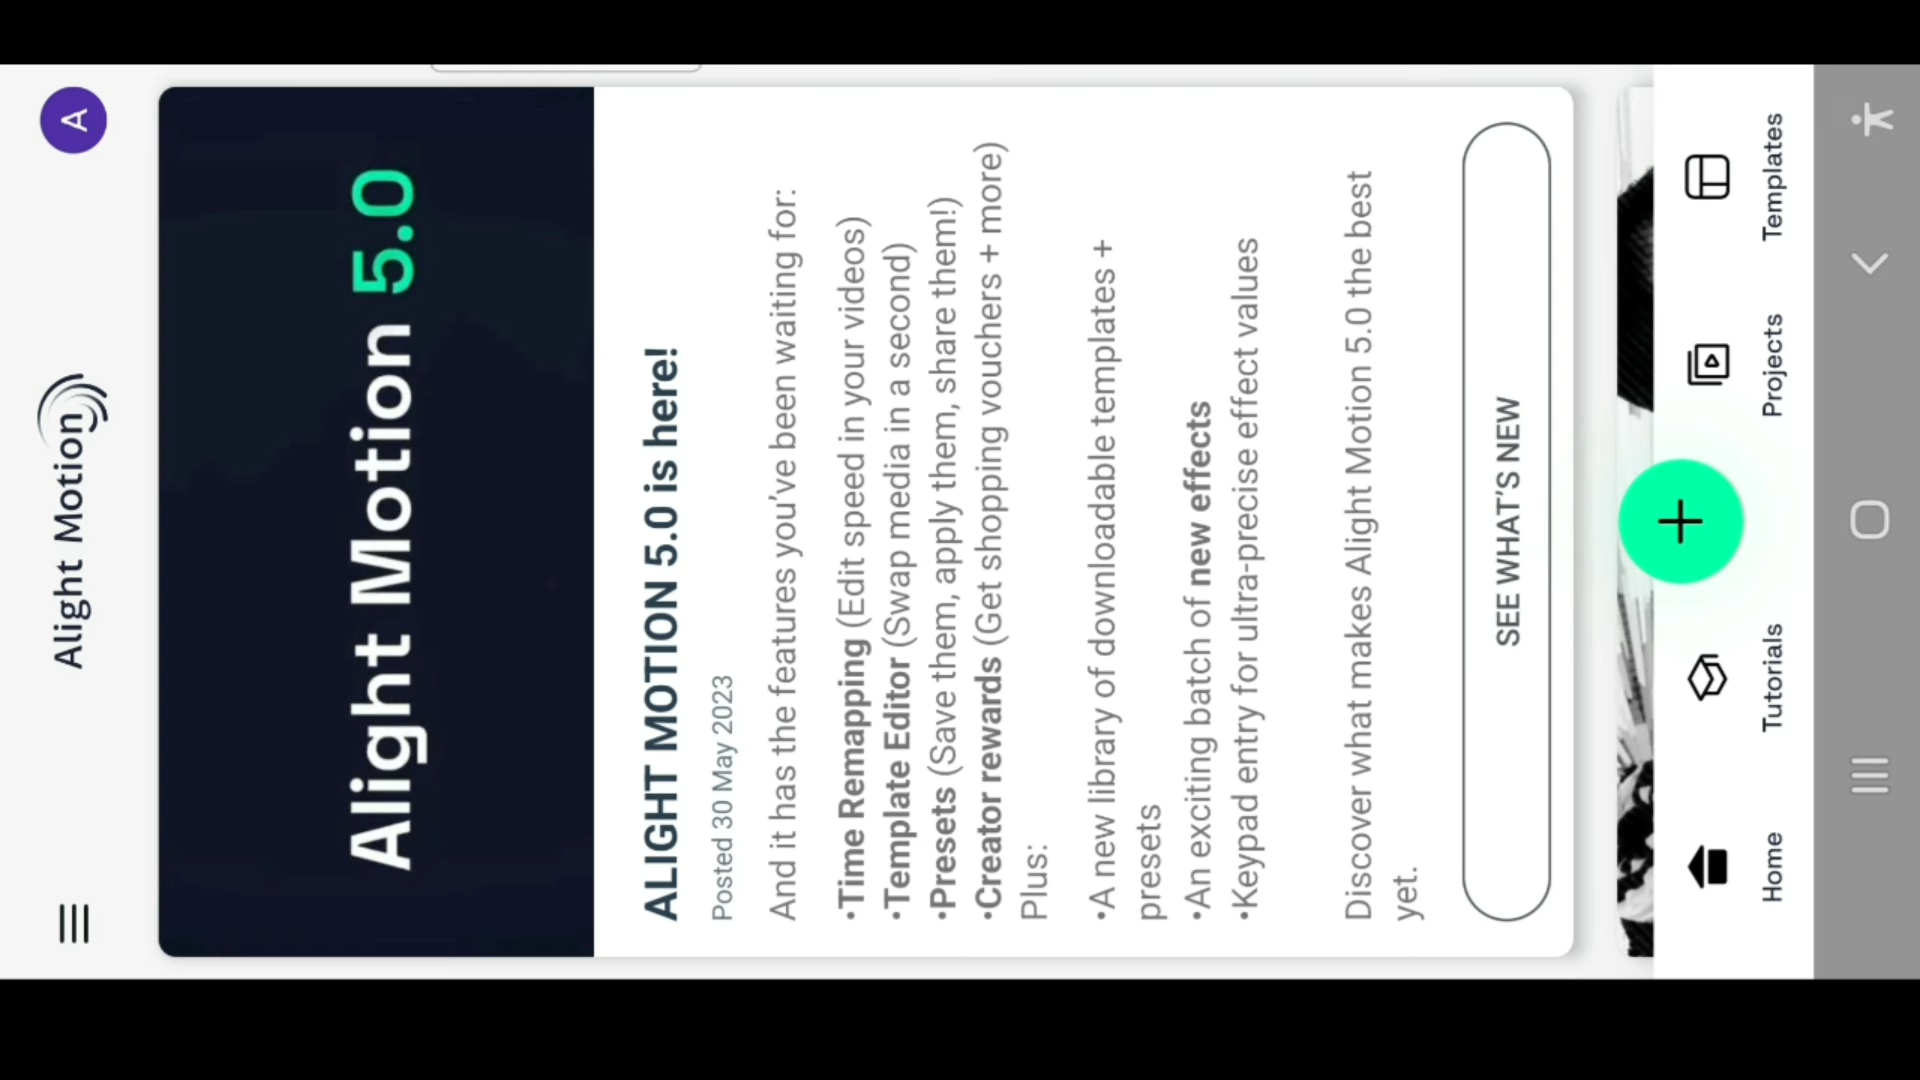 Alight Motion
A
Alight Motion 5.0
ALIGHT MOTION 5.0 is here!
Posted 30 May 2023
And it has the features you've been waiting for:
•Time Remapping (Edit speed in your videos)
•Template Editor (Swap media in a second)
•Presets (Save them, apply them, share them!)
•Creator rewards (Get shopping vouchers + more)
Plus:
•A new library of downloadable templates +
presets
•An exciting batch of new effects
•Keypad entry for ultra-precise effect values
Discover what makes Alight Motion 5.0 the best
yet.
SEE WHAT'S NEW
Home
Tutorials
Projects
Templates